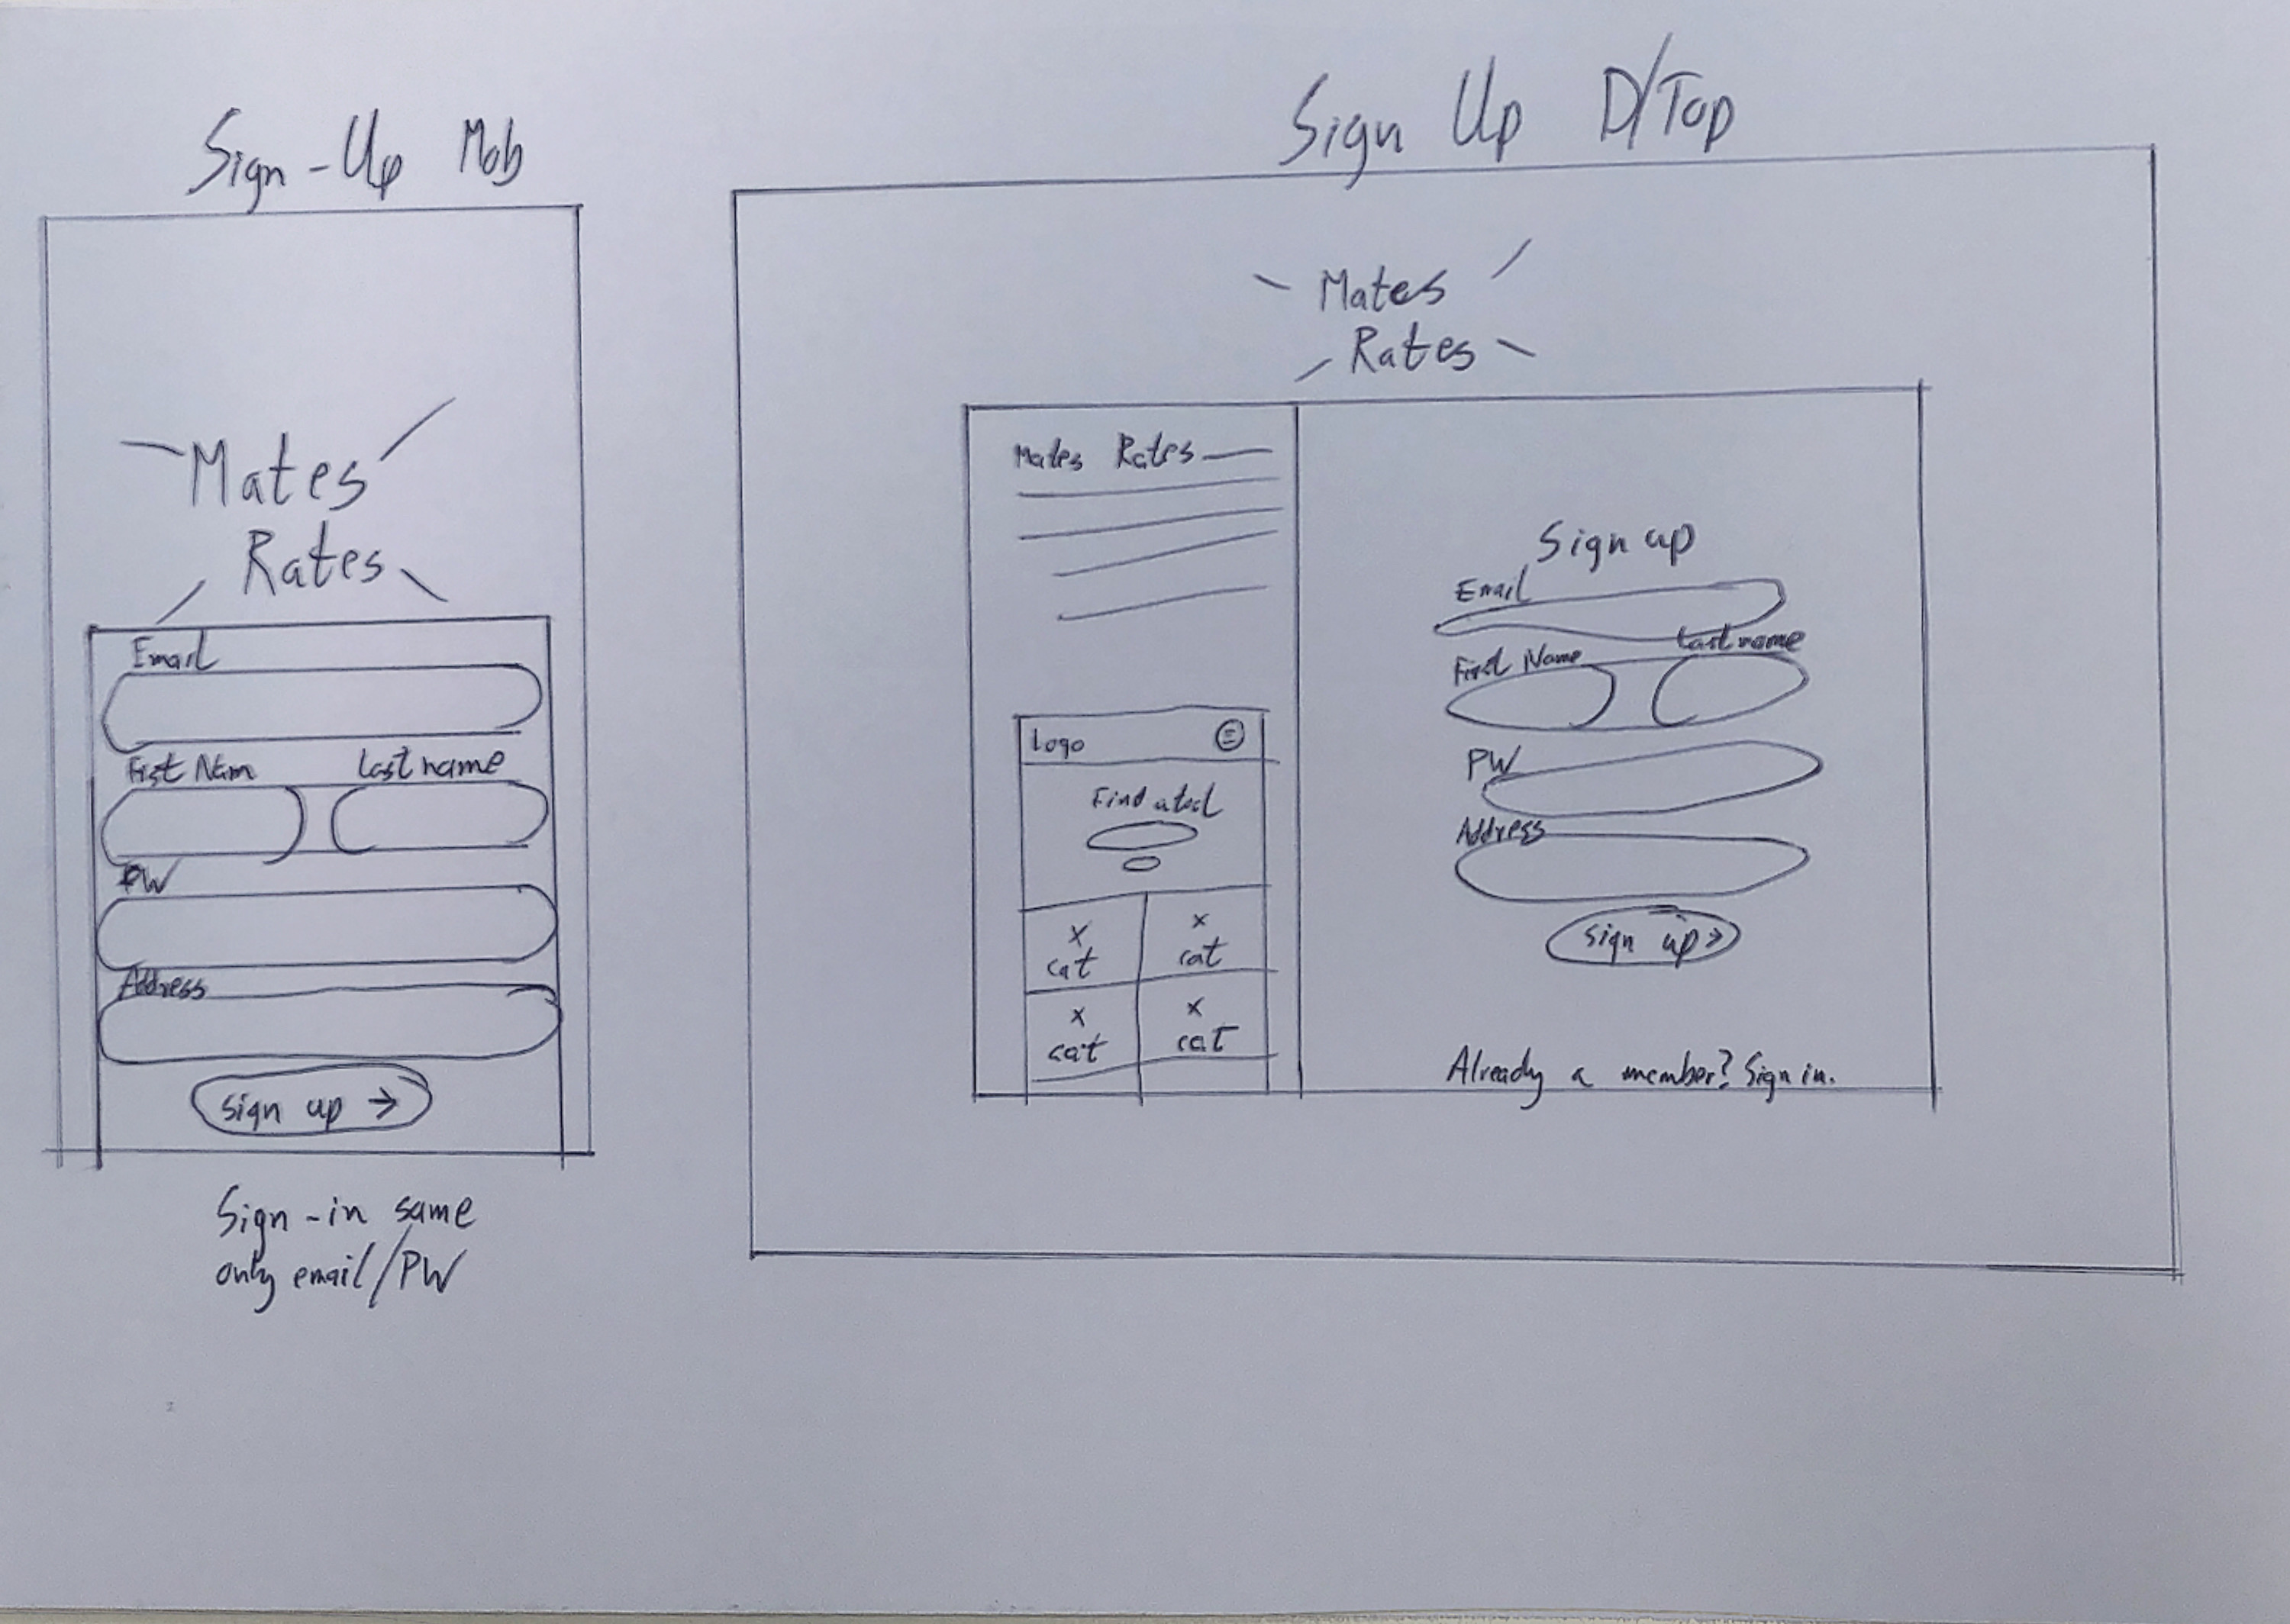 Sign-Up Mob
Mates
Rates
Email
First Nam Last name
PW
Address
sign up →
Sign-in same
only email/PW
Sign Up D/Top
Mates
Rates
Mates Rates
Logo
Find a
x x
cat cat
x x
cat cat
Sign up
Email
First Name Last name
PW
Address
sign up >
Already a member? Sign in.